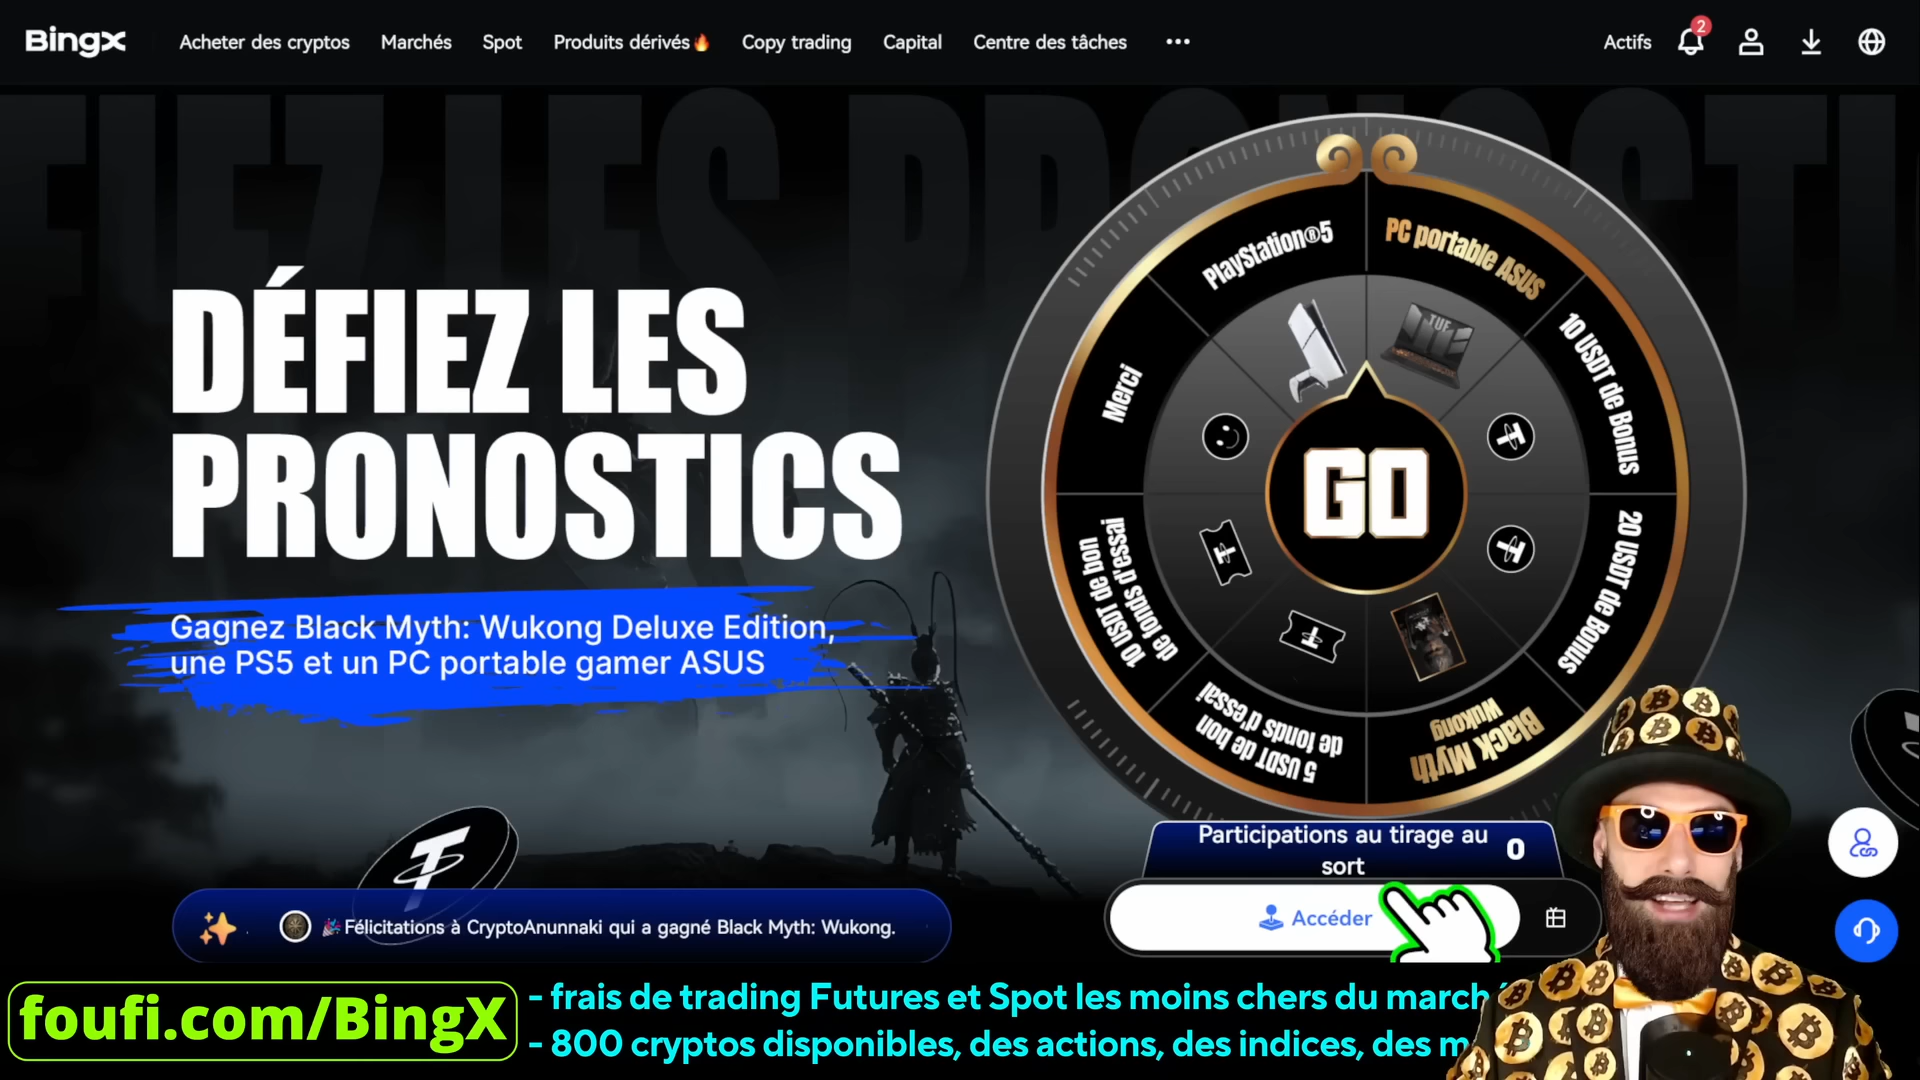 BingX
Acheter des cryptos
Marchés
Spot
Produits dérivés🔥
Copy trading
Capital
Centre des tâches
•••
Actifs
2
DÉFIEZ LES
PRONOSTICS
Gagnez Black Myth: Wukong Deluxe Edition,
une PS5 et un PC portable gamer ASUS
PlayStation®5
PC portable ASUS
10 USDT de Bonus
20 USDT de Bonus
Black Myth
Wukong
5 USDT de bon
de fonds d'essai
10 USDT de bon
de fonds d'essai
Merci
TUF
GO
Participations au tirage au
sort
0
Accéder
🎉Félicitations à CryptoAnunnaki qui a gagné Black Myth: Wukong.
foufi.com/BingX
- frais de trading Futures et Spot les moins chers du march
- 800 cryptos disponibles, des actions, des indices, des m